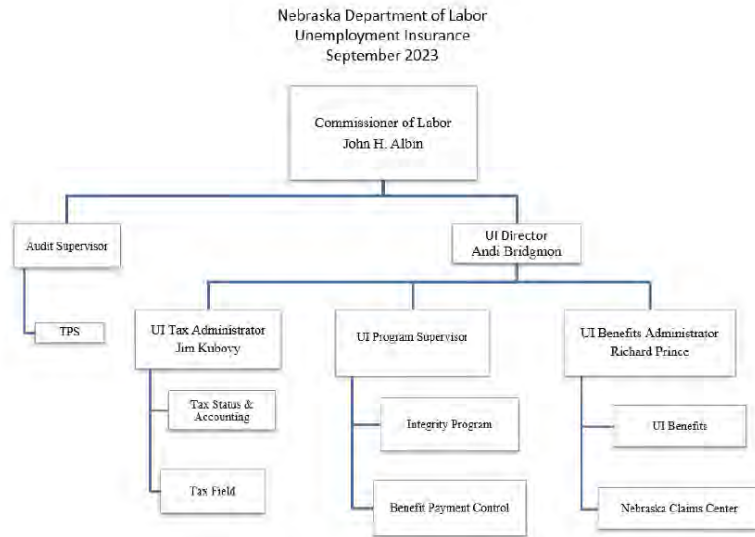 Nebraska Department of Labor
Unemployment Insurance
September 2023
Commissioner of Labor
John H. Albin
Audit Supervisor
UI Director
Andi Bridgmon
TPS
UI Tax Administrator
Jim Kubovy
UI Program Supervisor
UI Benefits Administrator
Richard Prince
Tax Status &
Accounting
Integrity Program
UI Benefits
Tax Field
Benefit Payment Control
Nebraska Claims Center